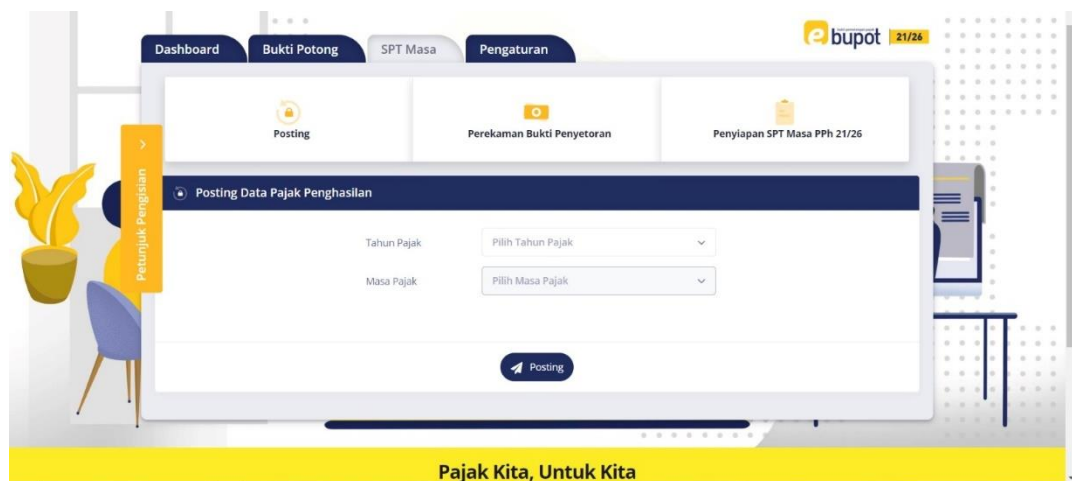 Dashboard
Bukti Potong
SPT Masa
Pengaturan
e bupot 21/26
Posting
Perekaman Bukti Penyetoran
Penyiapan SPT Masa PPh 21/26
Petunjuk Pengisian
Posting Data Pajak Penghasilan
Tahun Pajak
Pilih Tahun Pajak
Masa Pajak
Pilih Masa Pajak
Posting
Pajak Kita, Untuk Kita